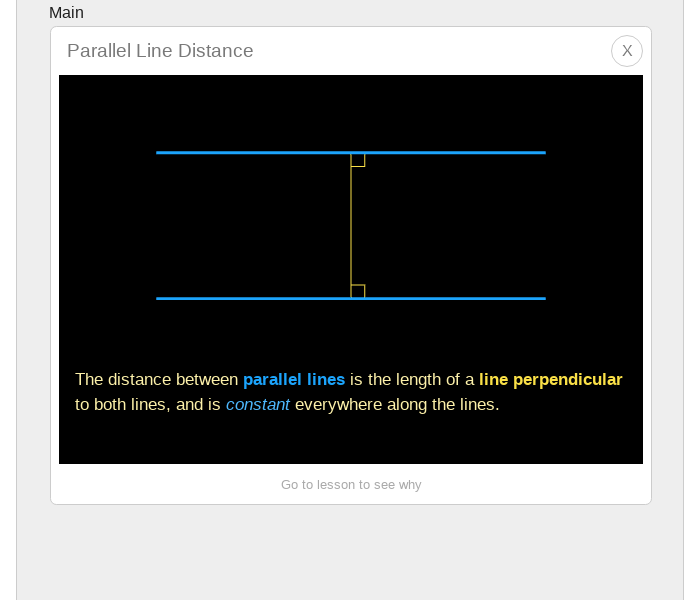 Main
Parallel Line Distance
X
The distance between parallel lines is the length of a line perpendicular
to both lines, and is constant everywhere along the lines.
Go to lesson to see why